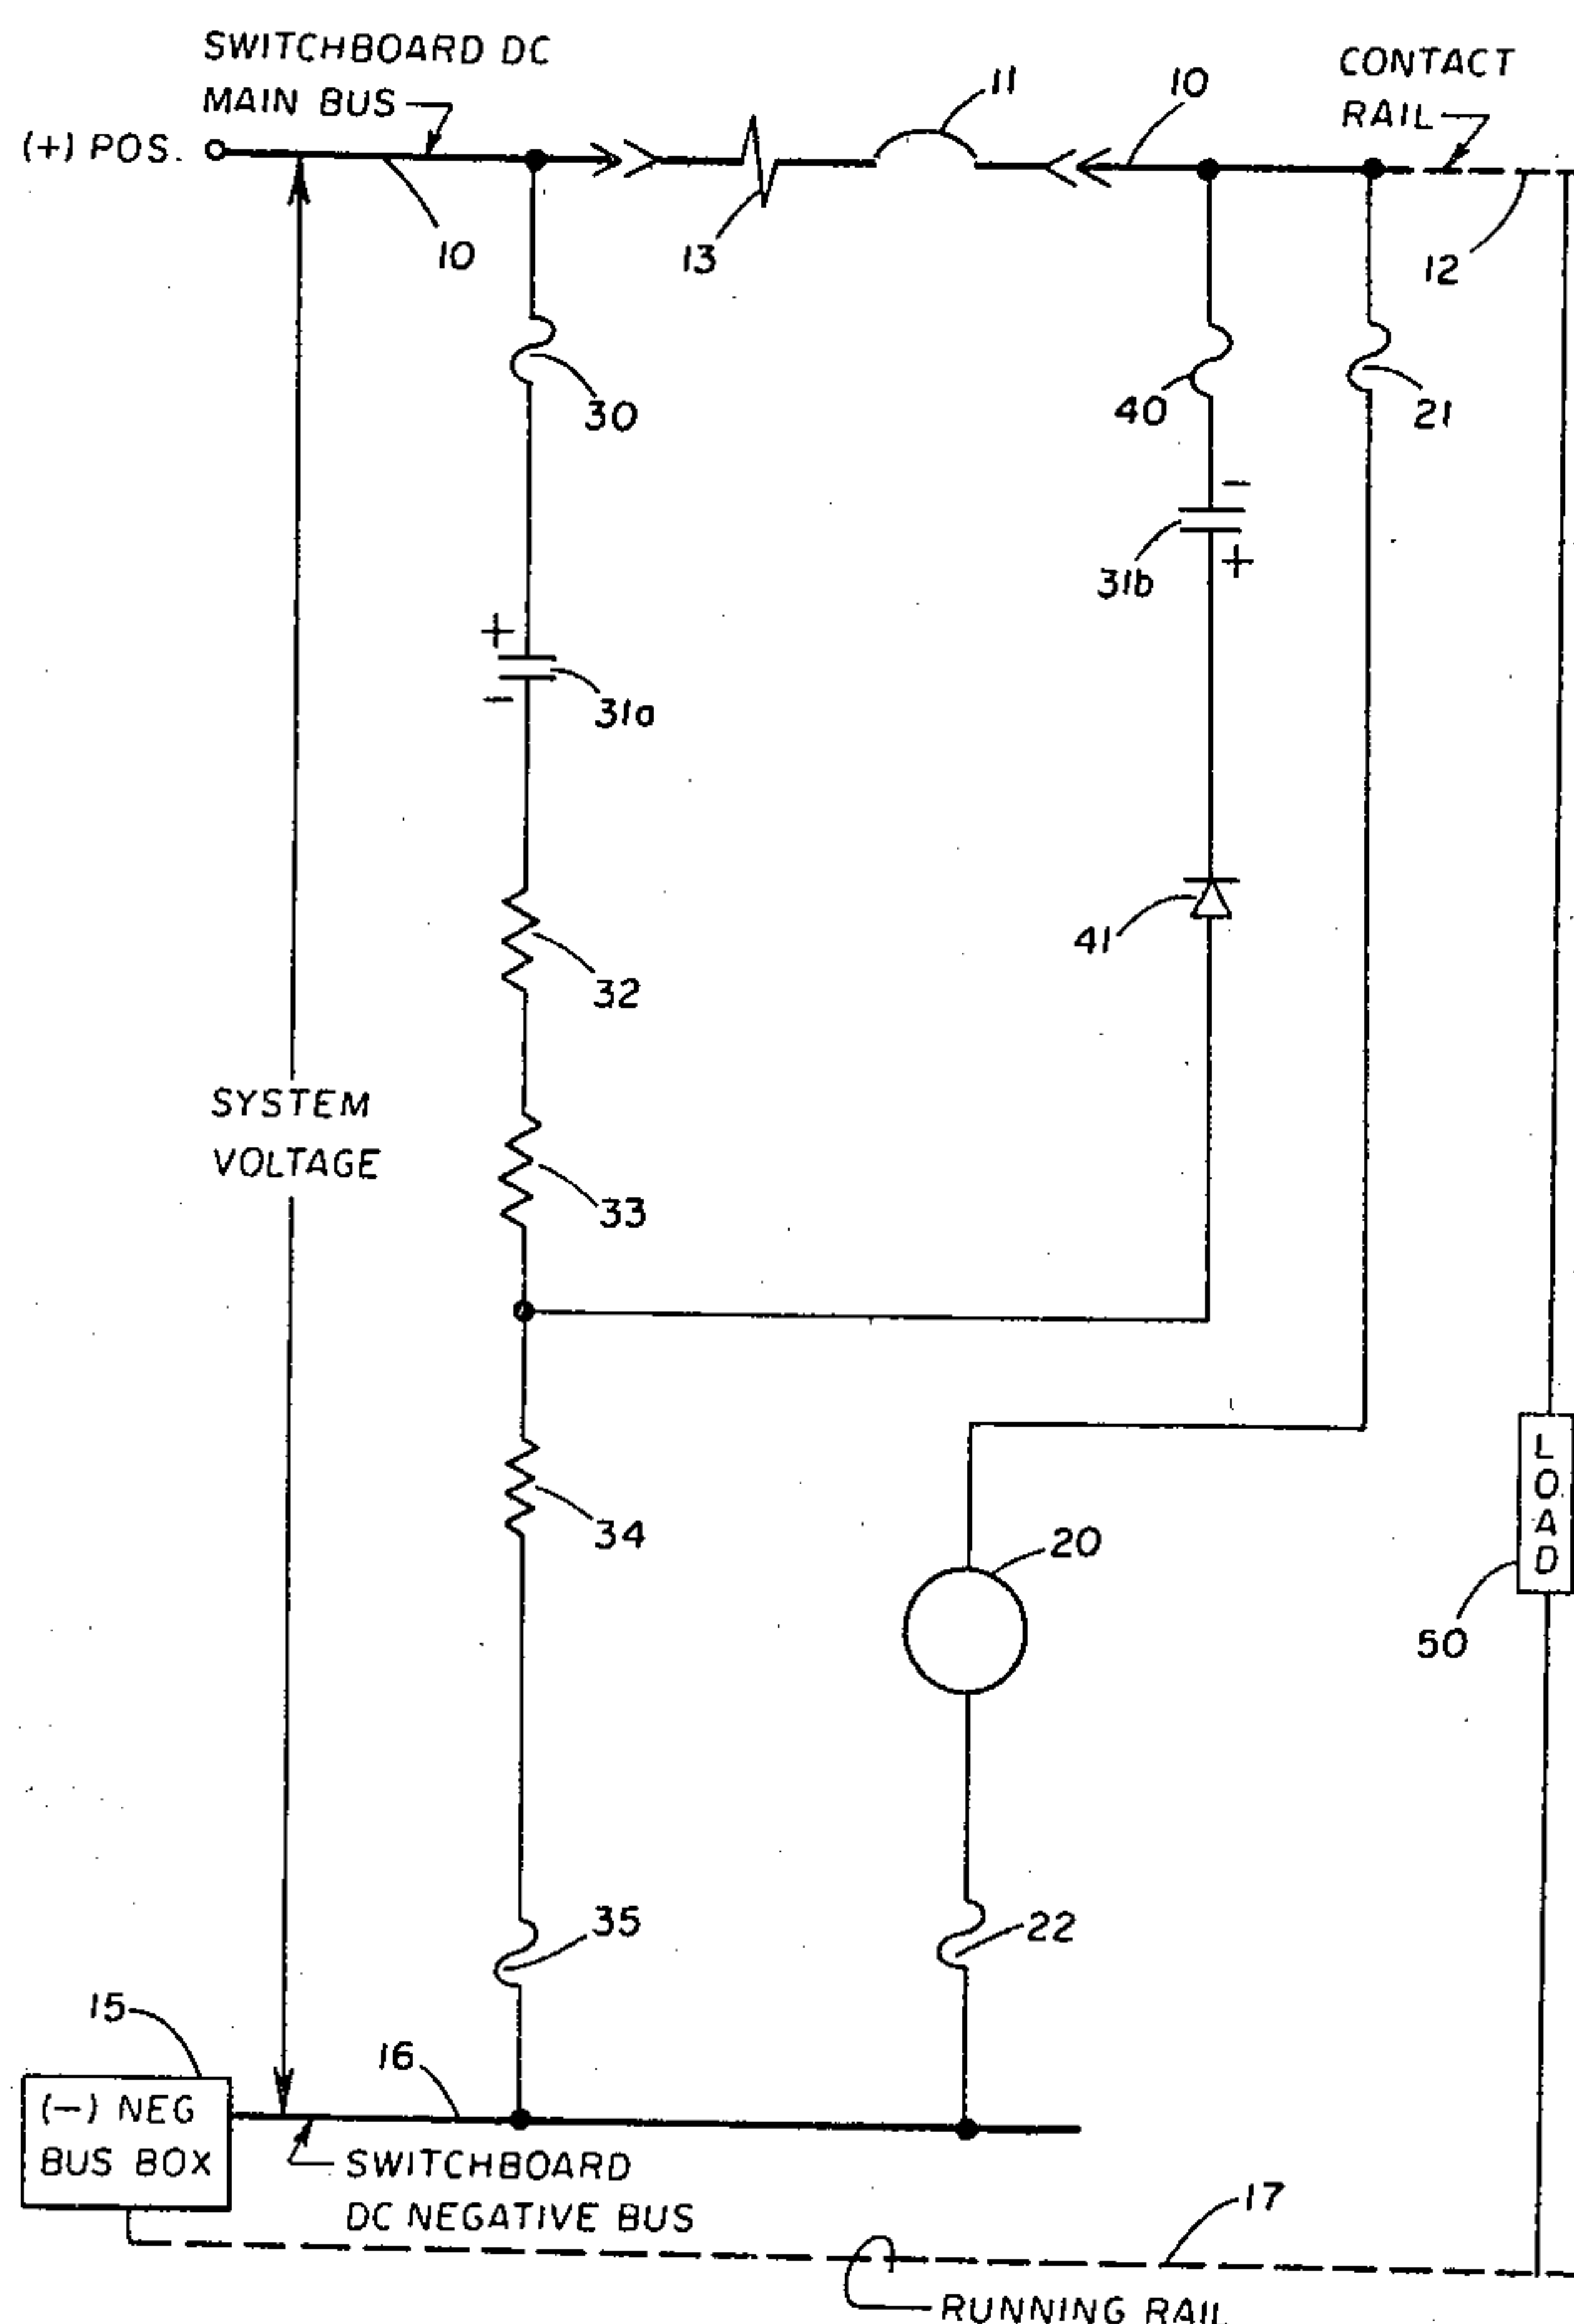 SWITCHBOARD DC
MAIN BUS
CONTACT
RAIL
(+) POS.
11
10
10
13
12
30
40
21
31b
+
-
-
+
31a
41
32
SYSTEM
VOLTAGE
33
34
20
LOAD
50
35
22
15
16
(-) NEG
BUS BOX
SWITCHBOARD
DC NEGATIVE BUS
17
RUNNING RAIL